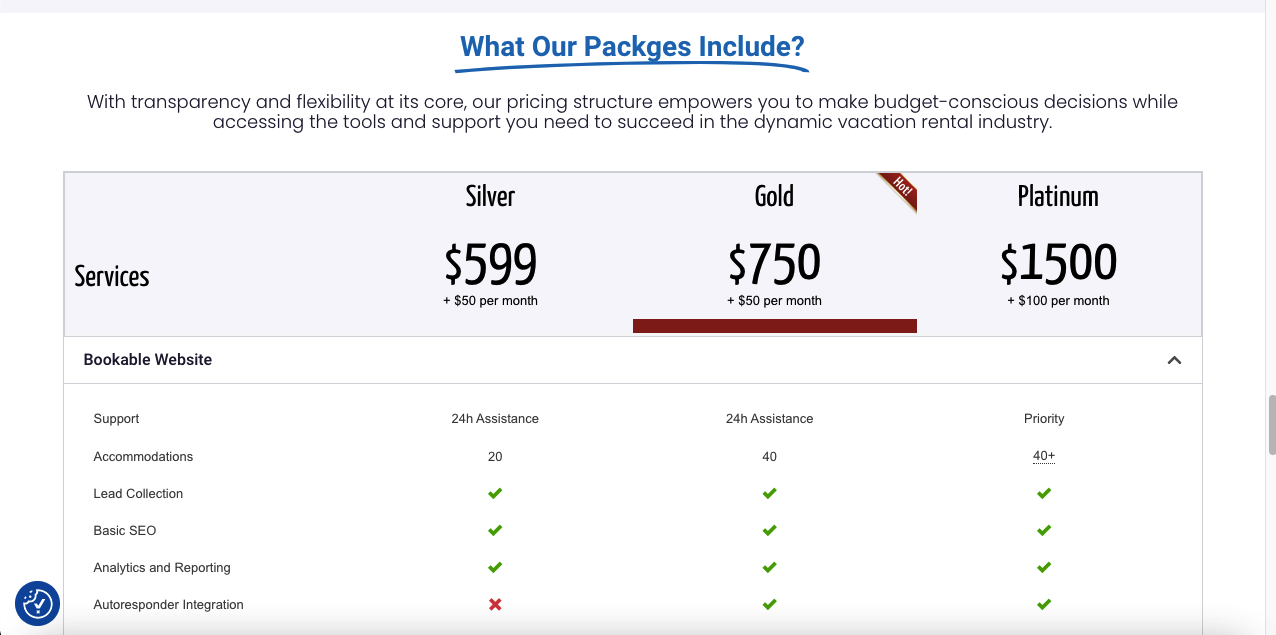 What Our Packges Include?
With transparency and flexibility at its core, our pricing structure empowers you to make budget-conscious decisions while
accessing the tools and support you need to succeed in the dynamic vacation rental industry.
Services
Silver
$599
+ $50 per month
Gold
Hot!
$750
+ $50 per month
Platinum
$1500
+ $100 per month
Bookable Website
Support 24h Assistance 24h Assistance Priority
Accommodations 20 40 40+
Lead Collection
Basic SEO
Analytics and Reporting
Autoresponder Integration